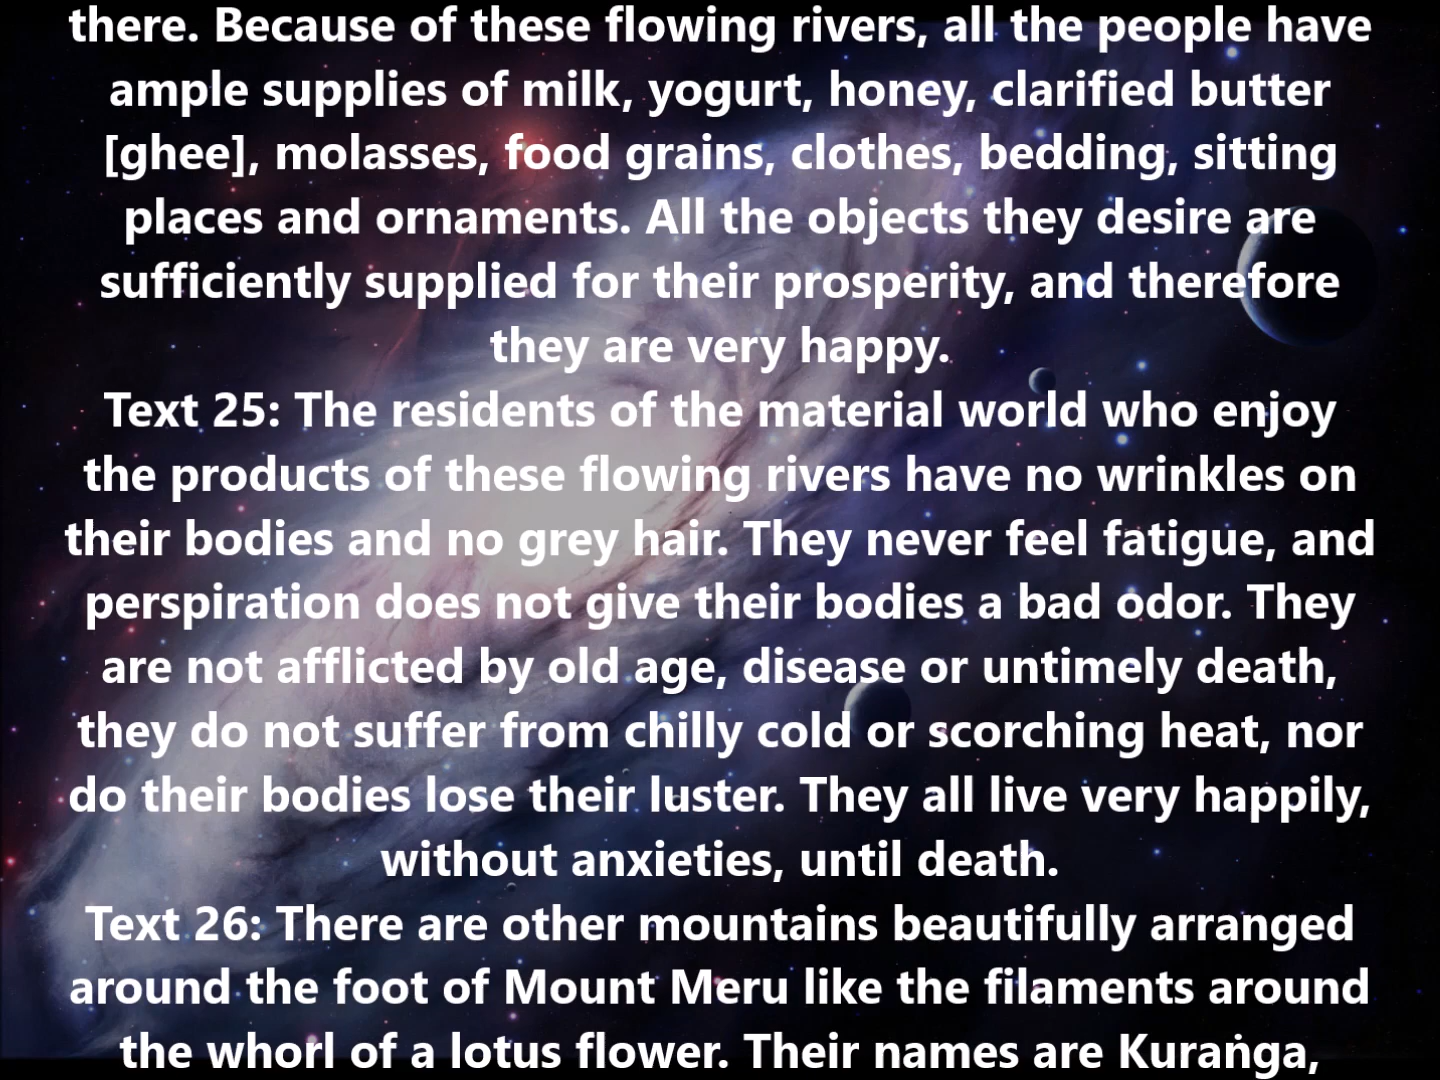 there. Because of these flowing rivers, all the people have
ample supplies of milk, yogurt, honey, clarified butter
[ghee], molasses, food grains, clothes, bedding, sitting
places and ornaments. All the objects they desire are
sufficiently supplied for their prosperity, and therefore
they are very happy.
Text 25: The residents of the material world who enjoy
the products of these flowing rivers have no wrinkles on
their bodies and no grey hair. They never feel fatigue, and
perspiration does not give their bodies a bad odor. They
are not afflicted by old age, disease or untimely death,
they do not suffer from chilly cold or scorching heat, nor
do their bodies lose their luster. They all live very happily,
without anxieties, until death.
Text 26: There are other mountains beautifully arranged
around the foot of Mount Meru like the filaments around
the whorl of a lotus flower. Their names are Kuraṅga,